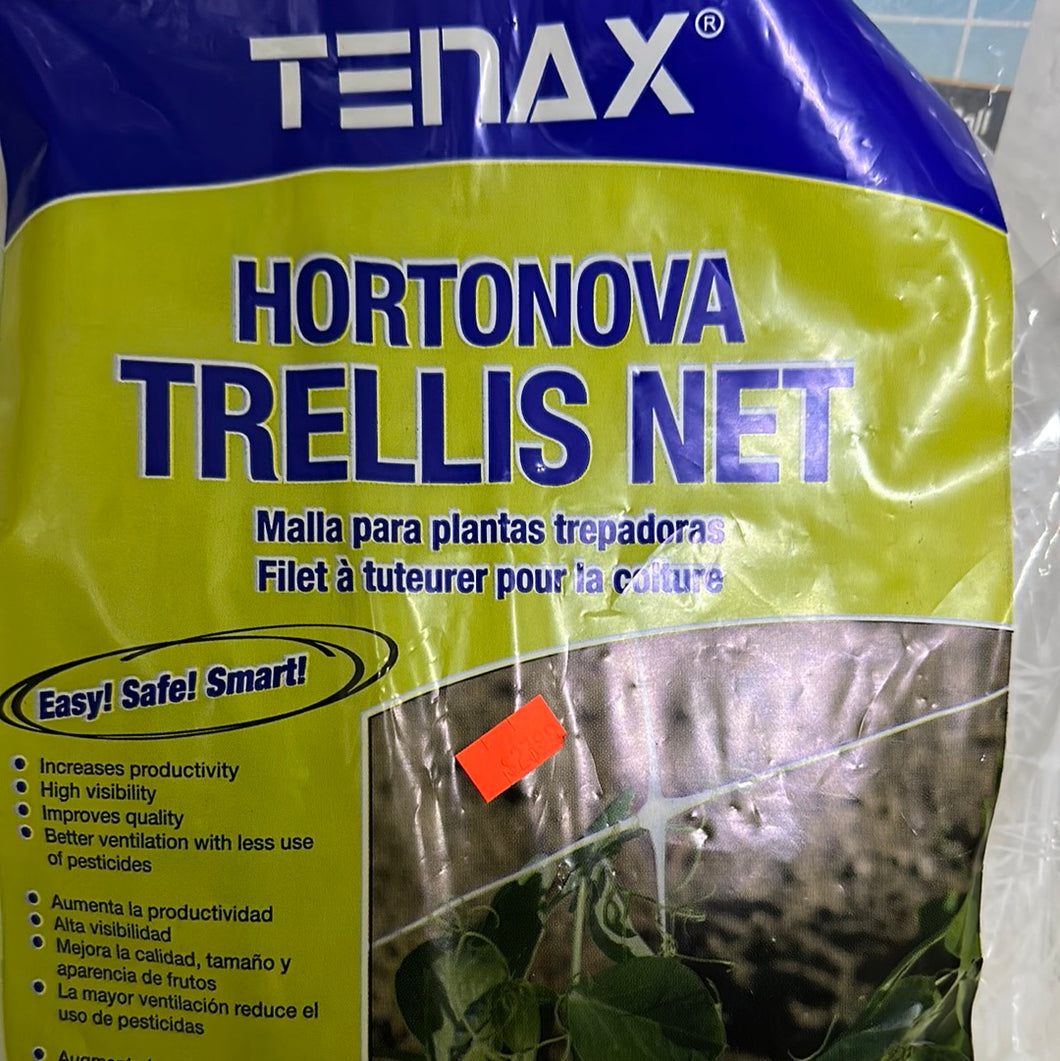 TENAX®
HORTONOVA
TRELLIS NET
Malla para plantas trepadoras
Filet à tuteurer pour la culture
Easy! Safe! Smart!
• Increases productivity
• High visibility
• Improves quality
• Better ventilation with less use
of pesticides
• Aumenta la productividad
• Alta visibilidad
• Mejora la calidad, tamaño y
aparencia de frutos
• La mayor ventilación reduce el
uso de pesticidas